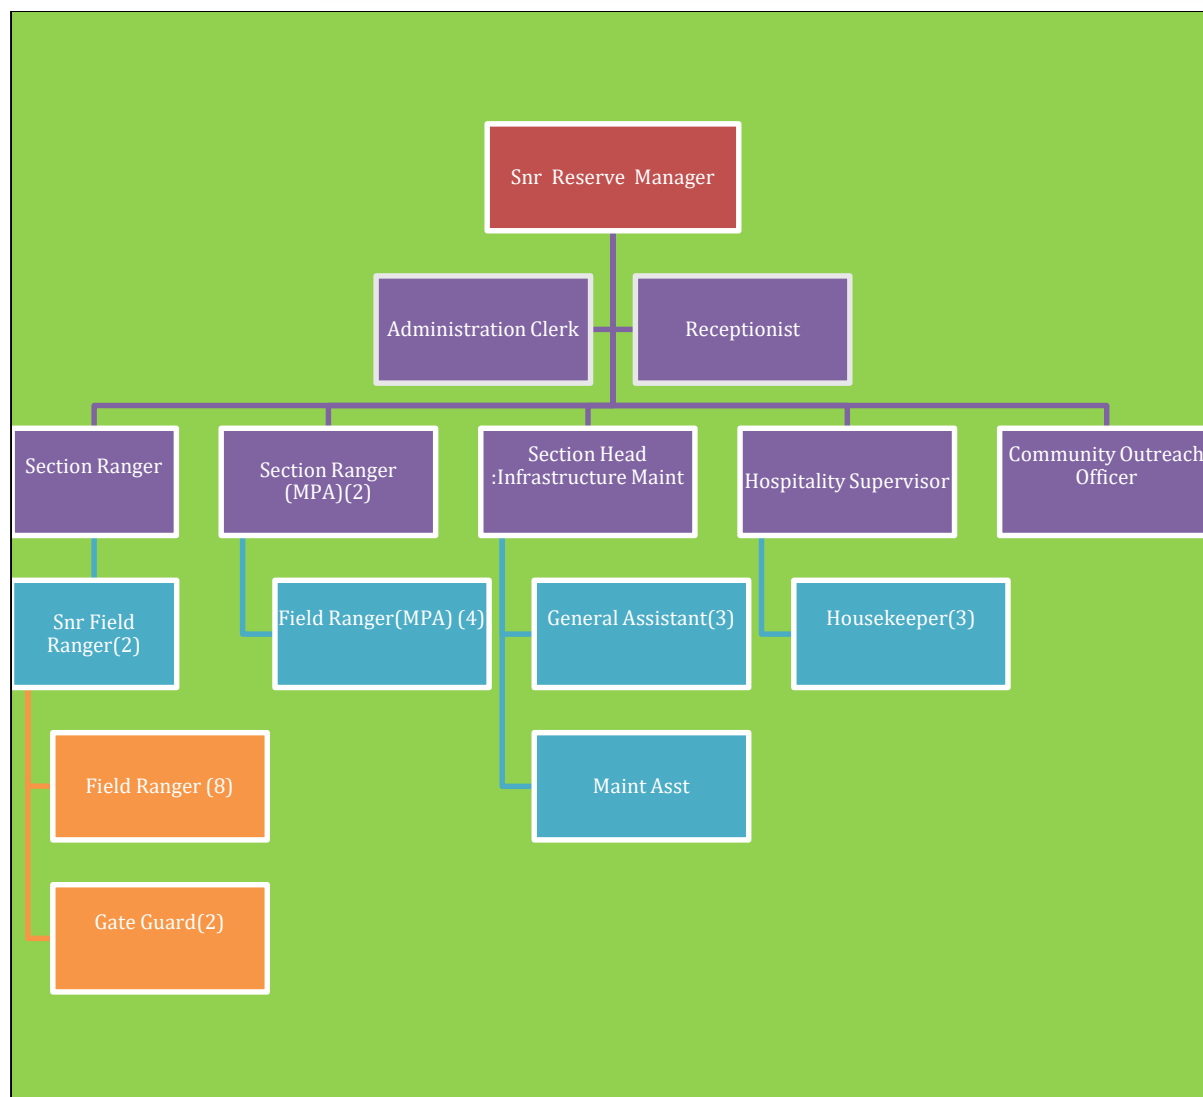 Snr Reserve Manager
Administration Clerk
Receptionist
Section Ranger
Section Ranger
(MPA)(2)
Section Head
:Infrastructure Maint
Hospitality Supervisor
Community Outreach
Officer
Snr Field
Ranger(2)
Field Ranger(MPA) (4)
General Assistant(3)
Housekeeper(3)
Field Ranger (8)
Maint Asst
Gate Guard(2)